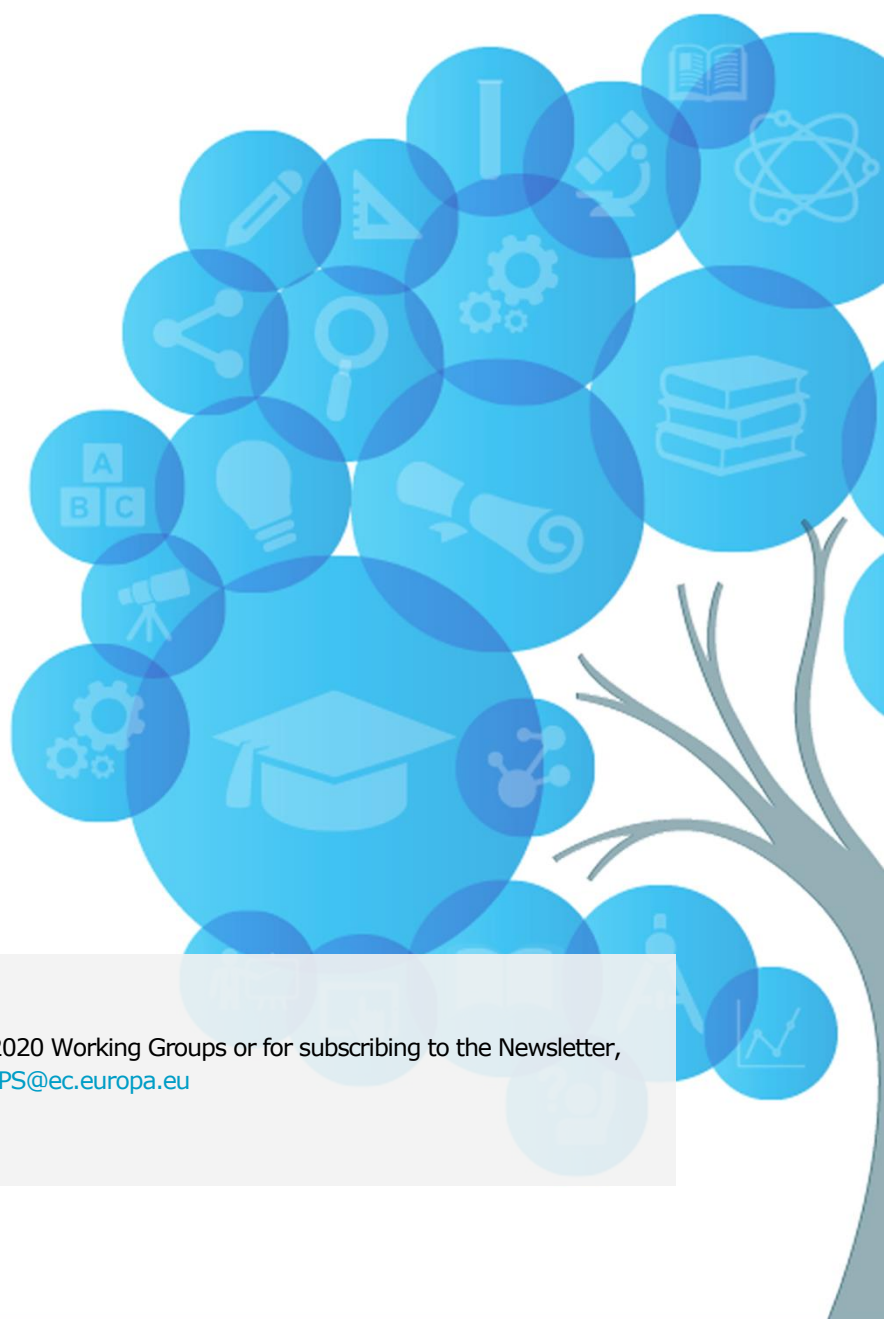 A
B C
2020 Working Groups or for subscribing to the Newsletter,
PS@ec.europa.eu